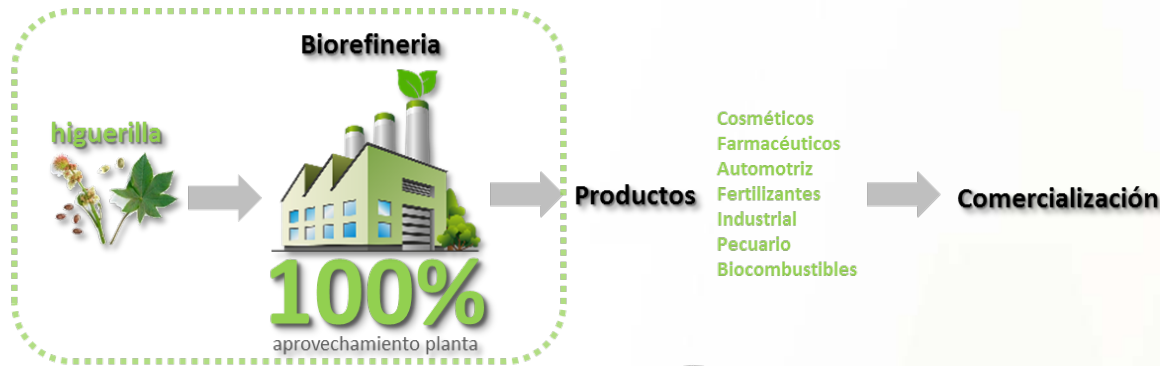 Biorefineria
higuerilla
100%
aprovechamiento planta
Productos
Cosméticos
Farmacéuticos
Automotriz
Fertilizantes
Industrial
Pecuario
Biocombustibles
Comercialización